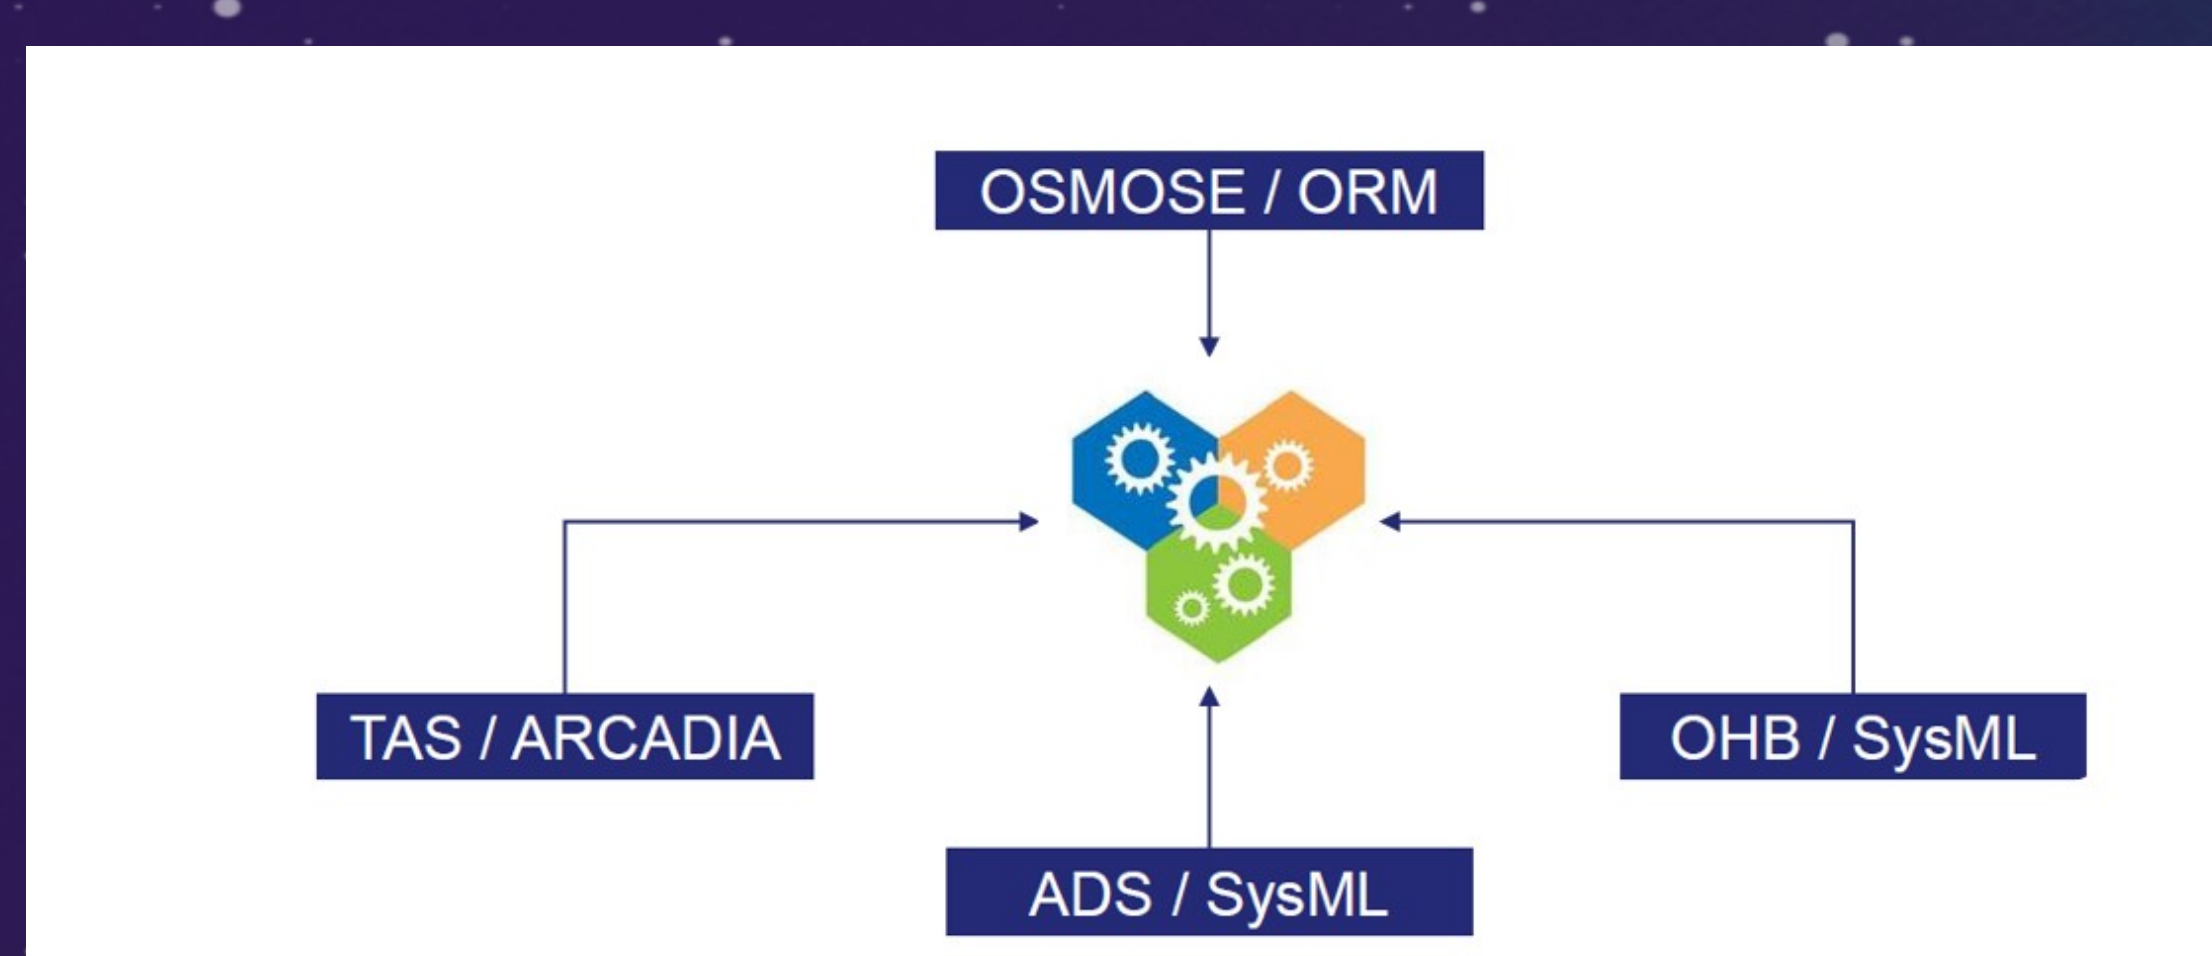 OSMOSE / ORM
TAS / ARCADIA
OHB / SysML
ADS / SysML